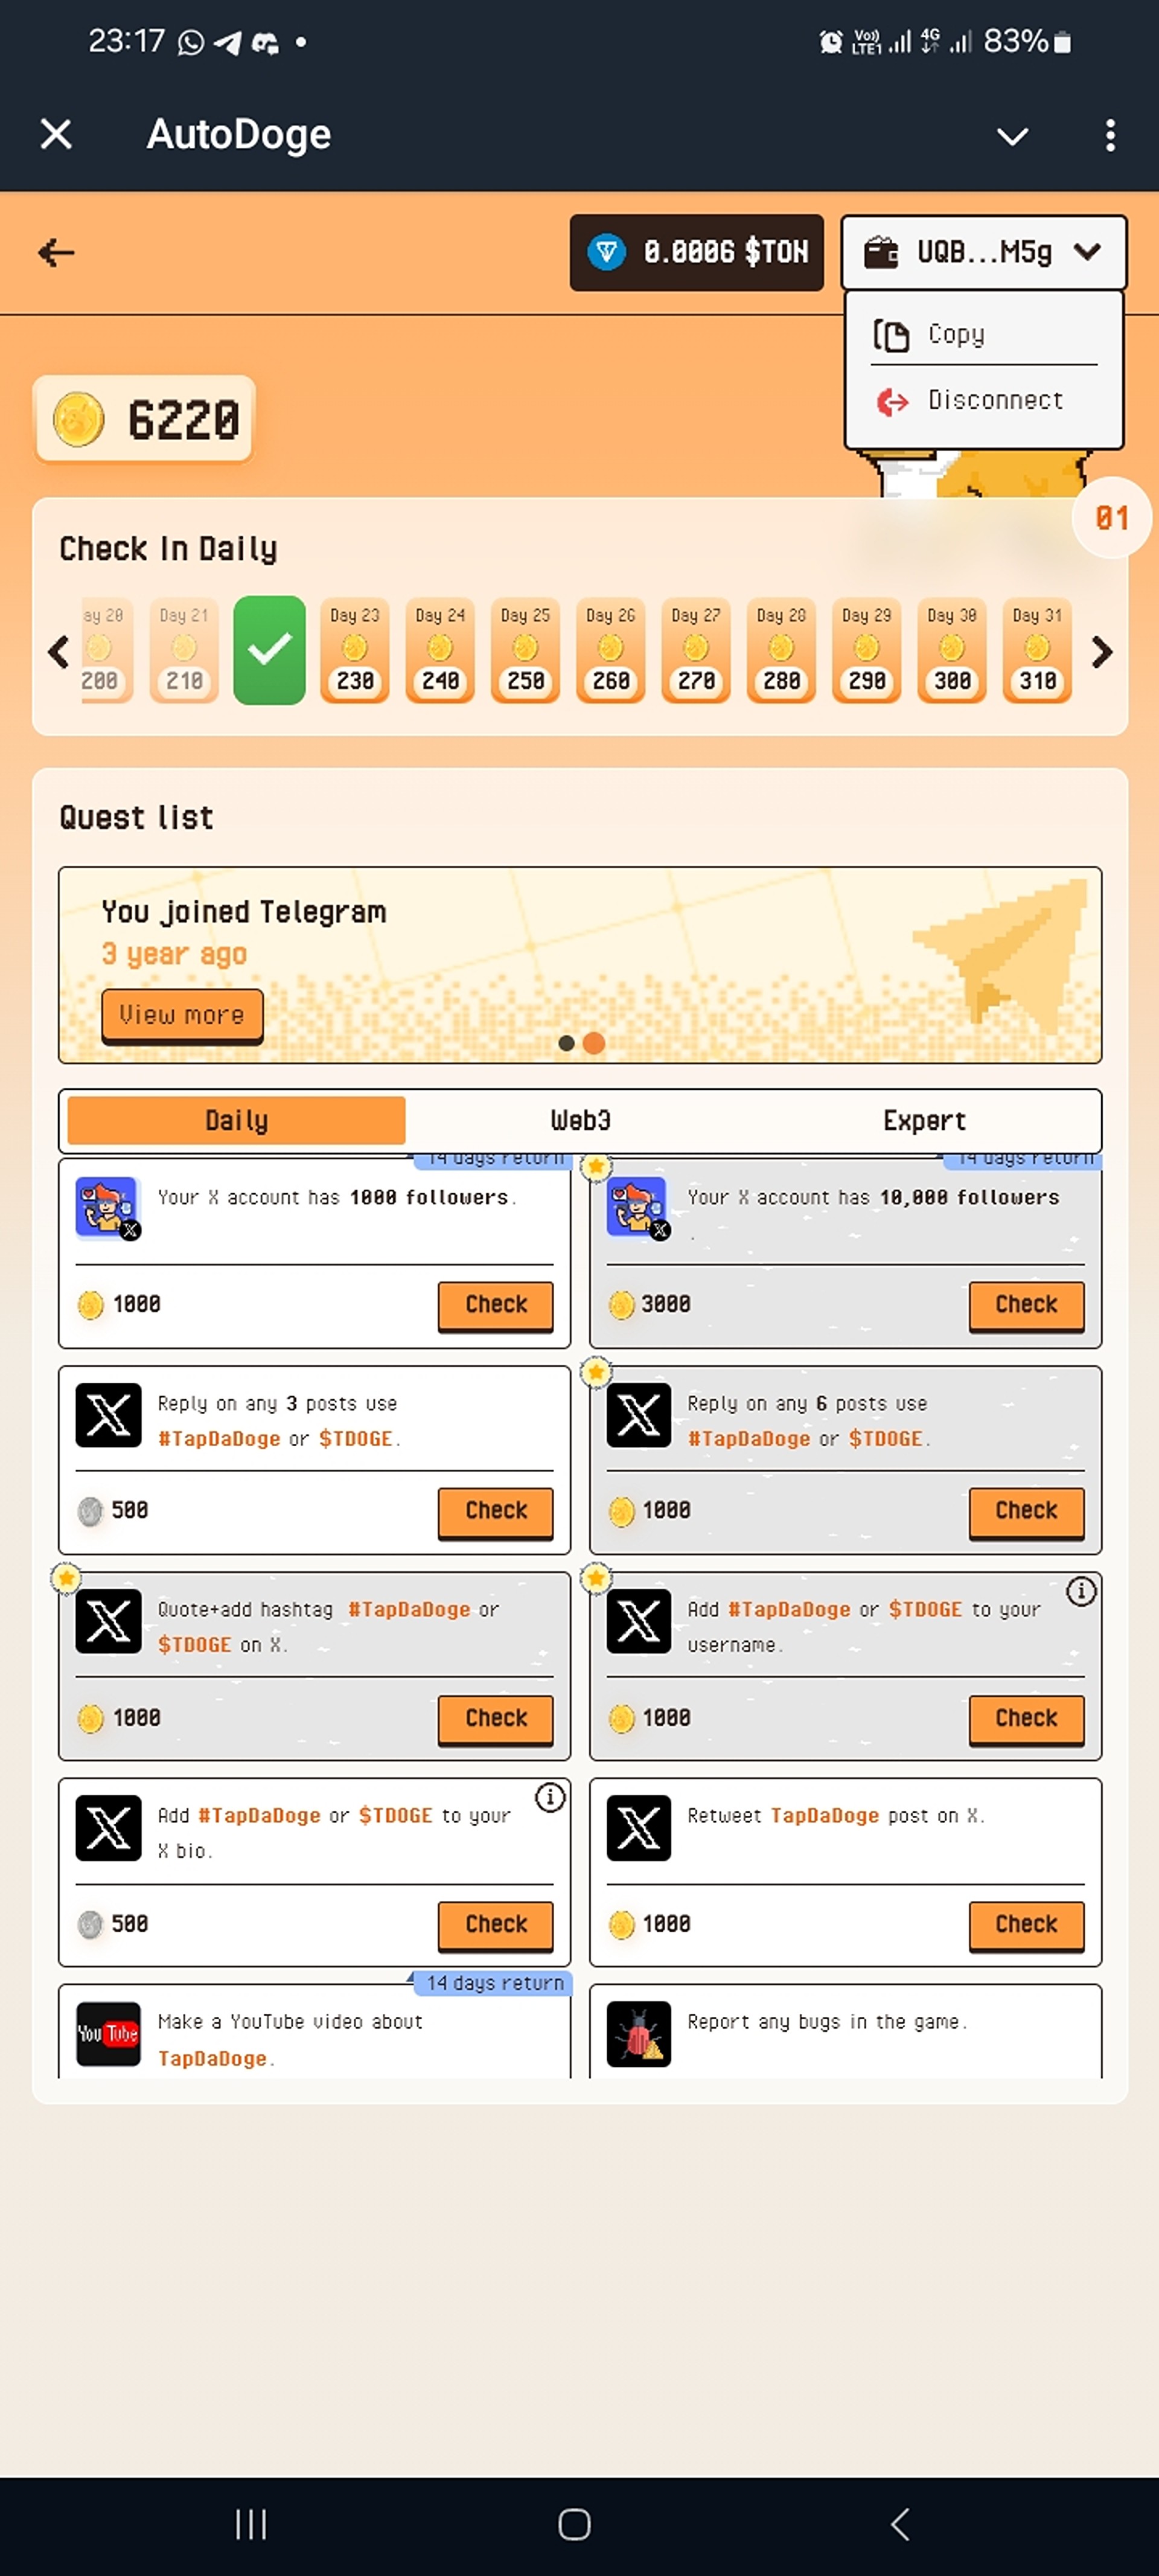 23:17
Vo)) LTE1 4G 83%
AutoDoge
0.0006 $TON
UQB...M5g
Copy
Disconnect
6220
01
Check In Daily
ay 20 Day 21 Day 23 Day 24 Day 25 Day 26 Day 27 Day 28 Day 29 Day 30 Day 31
200 210 230 240 250 260 270 280 290 300 310
Quest list
You joined Telegram
3 year ago
View more
Daily Web3 Expert
14 days return
14 days return
Your X account has 1000 followers.
1000 Check
Your X account has 10,000 followers
.
3000 Check
Reply on any 3 posts use
#TapDaDoge or $TDOGE.
500 Check
Reply on any 6 posts use
#TapDaDoge or $TDOGE.
1000 Check
Quote+add hashtag #TapDaDoge or
$TDOGE on X.
1000 Check
Add #TapDaDoge or $TDOGE to your
username.
1000 Check
Add #TapDaDoge or $TDOGE to your
X bio.
500 Check
Retweet TapDaDoge post on X.
1000 Check
14 days return
YouTube
Make a YouTube video about
TapDaDoge.
Report any bugs in the game.